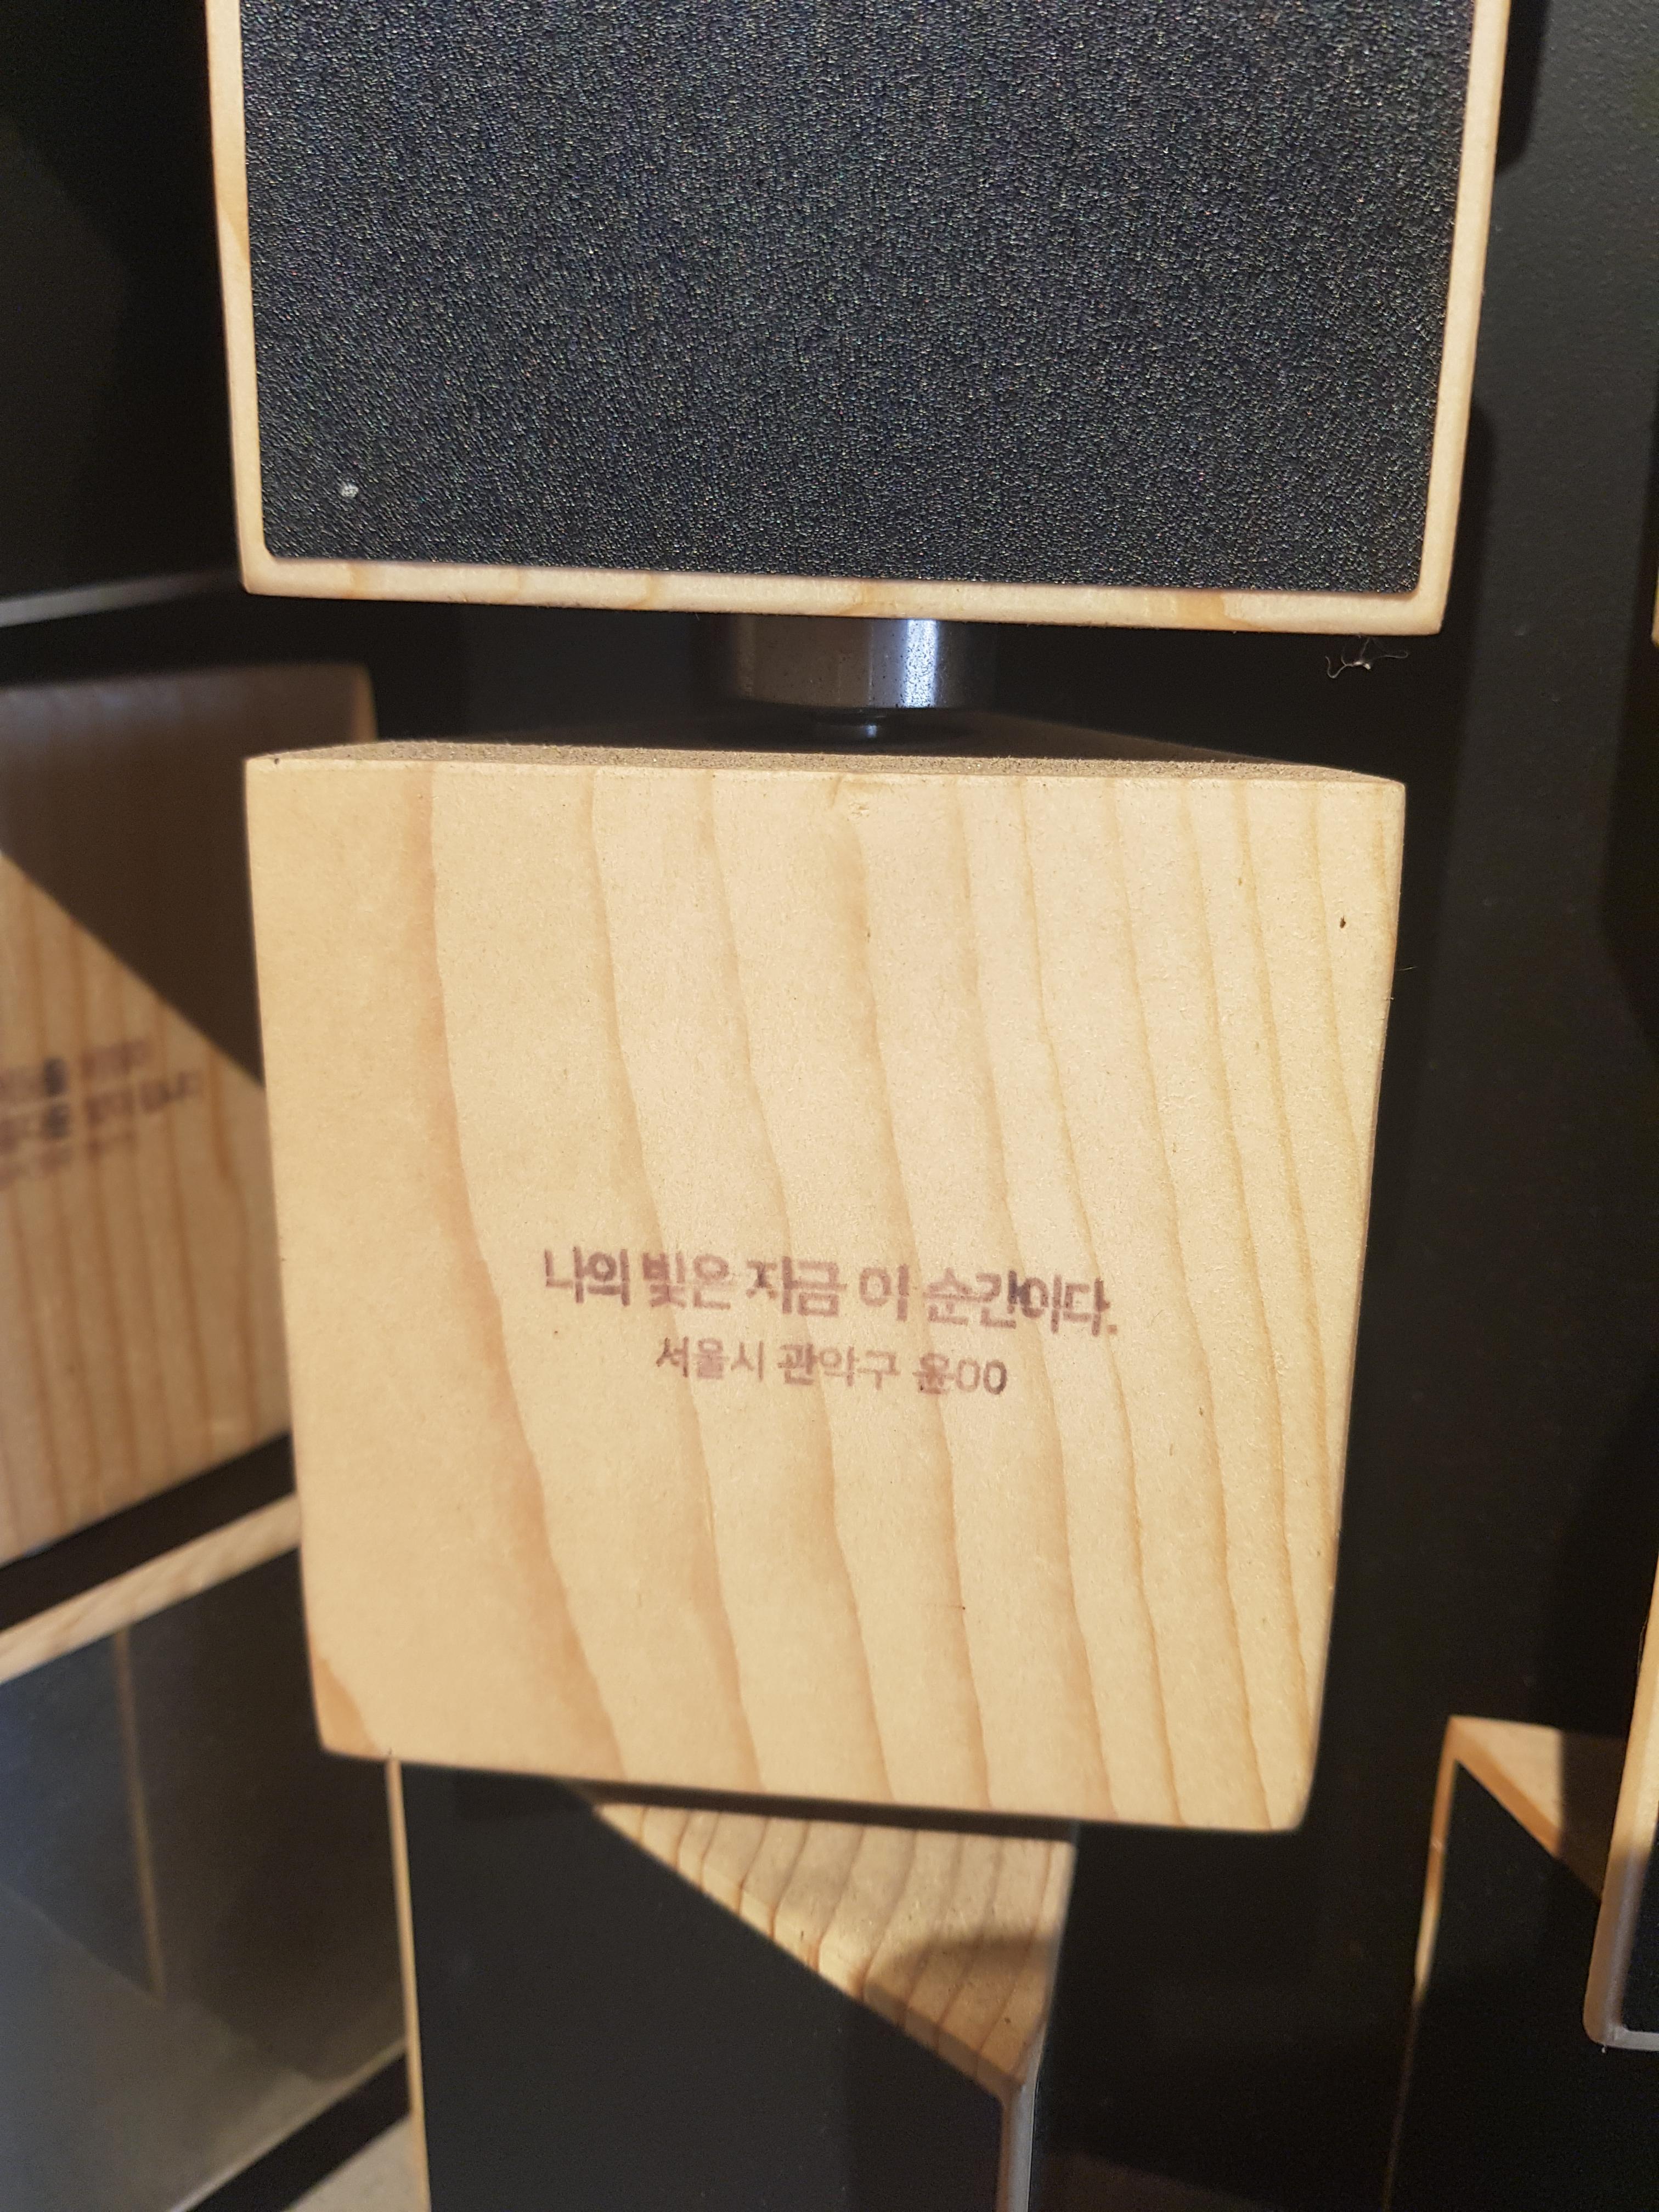 나의 빛은 지금 이 순간이다.
서울시 관악구 윤00